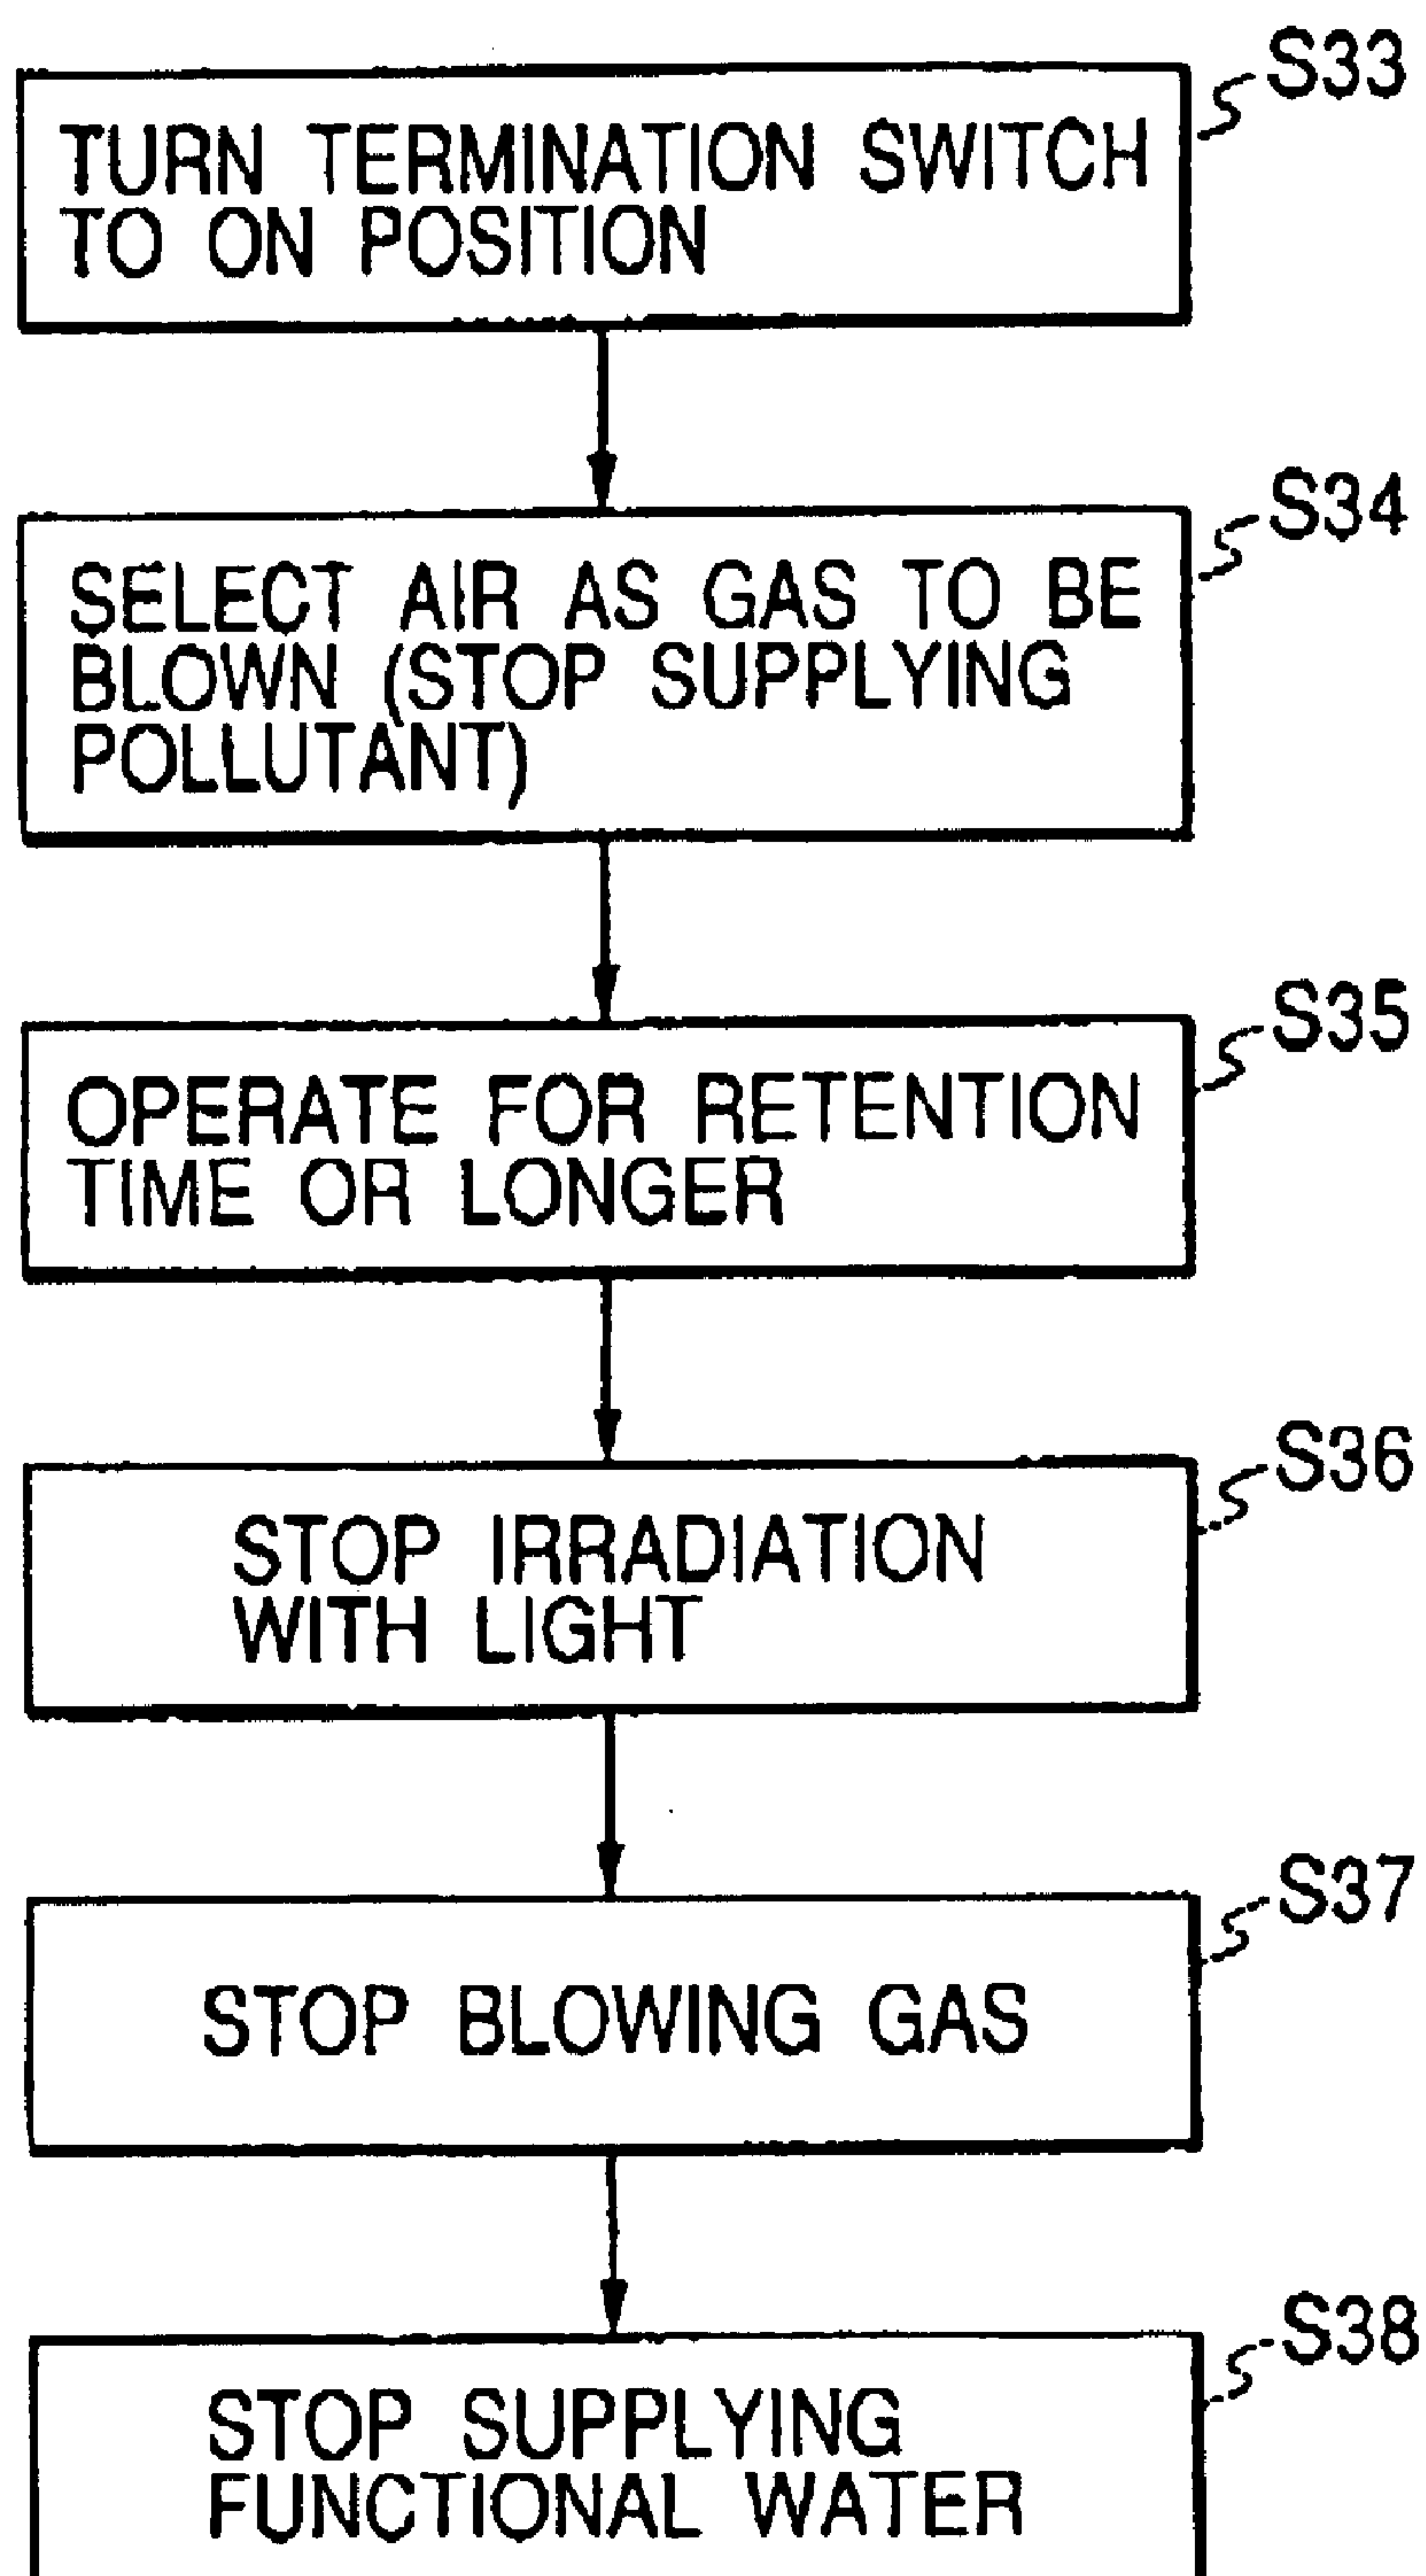 S33
TURN TERMINATION SWITCH
TO ON POSITION
S34
SELECT AIR AS GAS TO BE
BLOWN (STOP SUPPLYING
POLLUTANT)
S35
OPERATE FOR RETENTION
TIME OR LONGER
S36
STOP IRRADIATION
WITH LIGHT
S37
STOP BLOWING GAS
S38
STOP SUPPLYING
FUNCTIONAL WATER